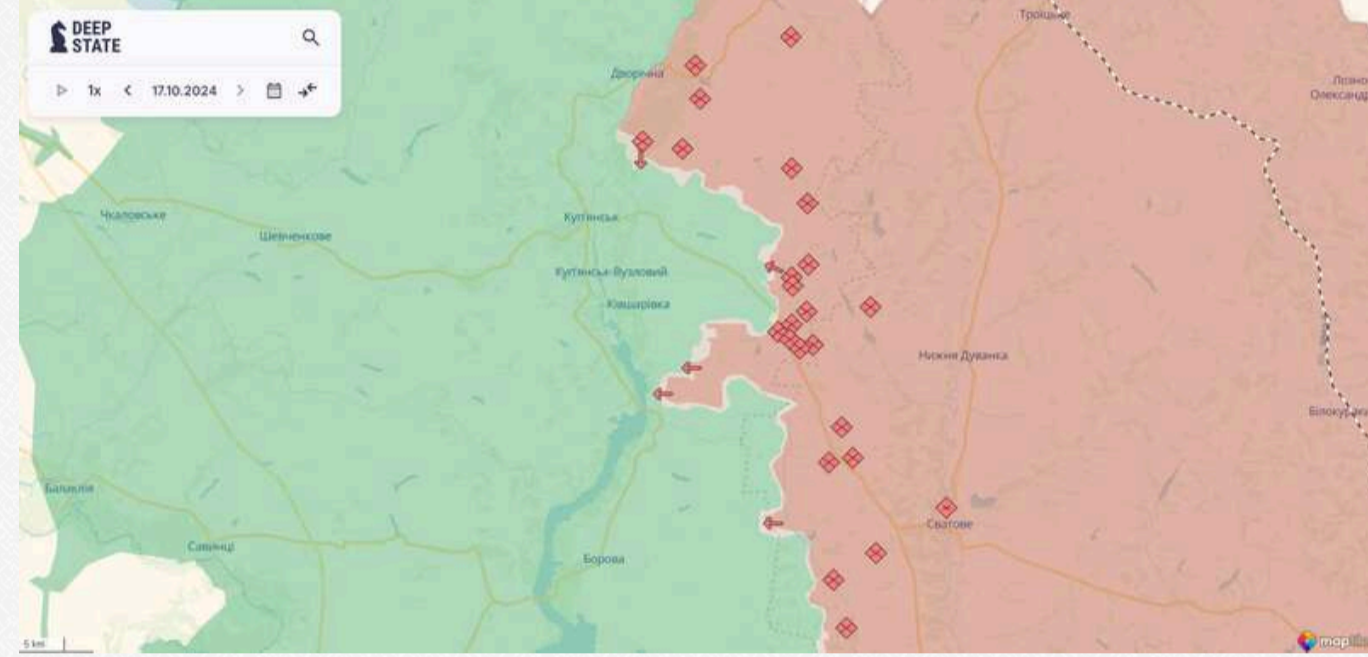 DEEP
STATE
1x
17.10.2024
Троїцьке
Дворічна
Чкаловське
Шевченкове
Куп'янськ
Куп'янськ-Вузловий
Ківшарівка
Нижня Дуванка
Балаклія
Савинці
Борова
Сватове
5 km